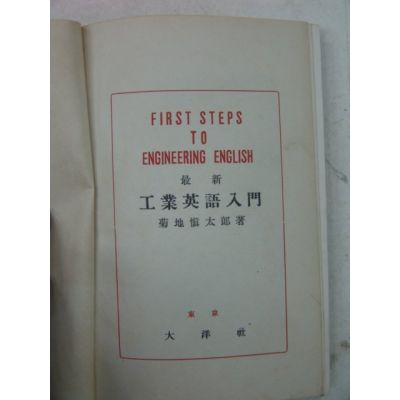 FIRST STEPS
TO
ENGINEERING ENGLISH
最新
工業英語入門
菊地愼太郎著
東京
大洋社